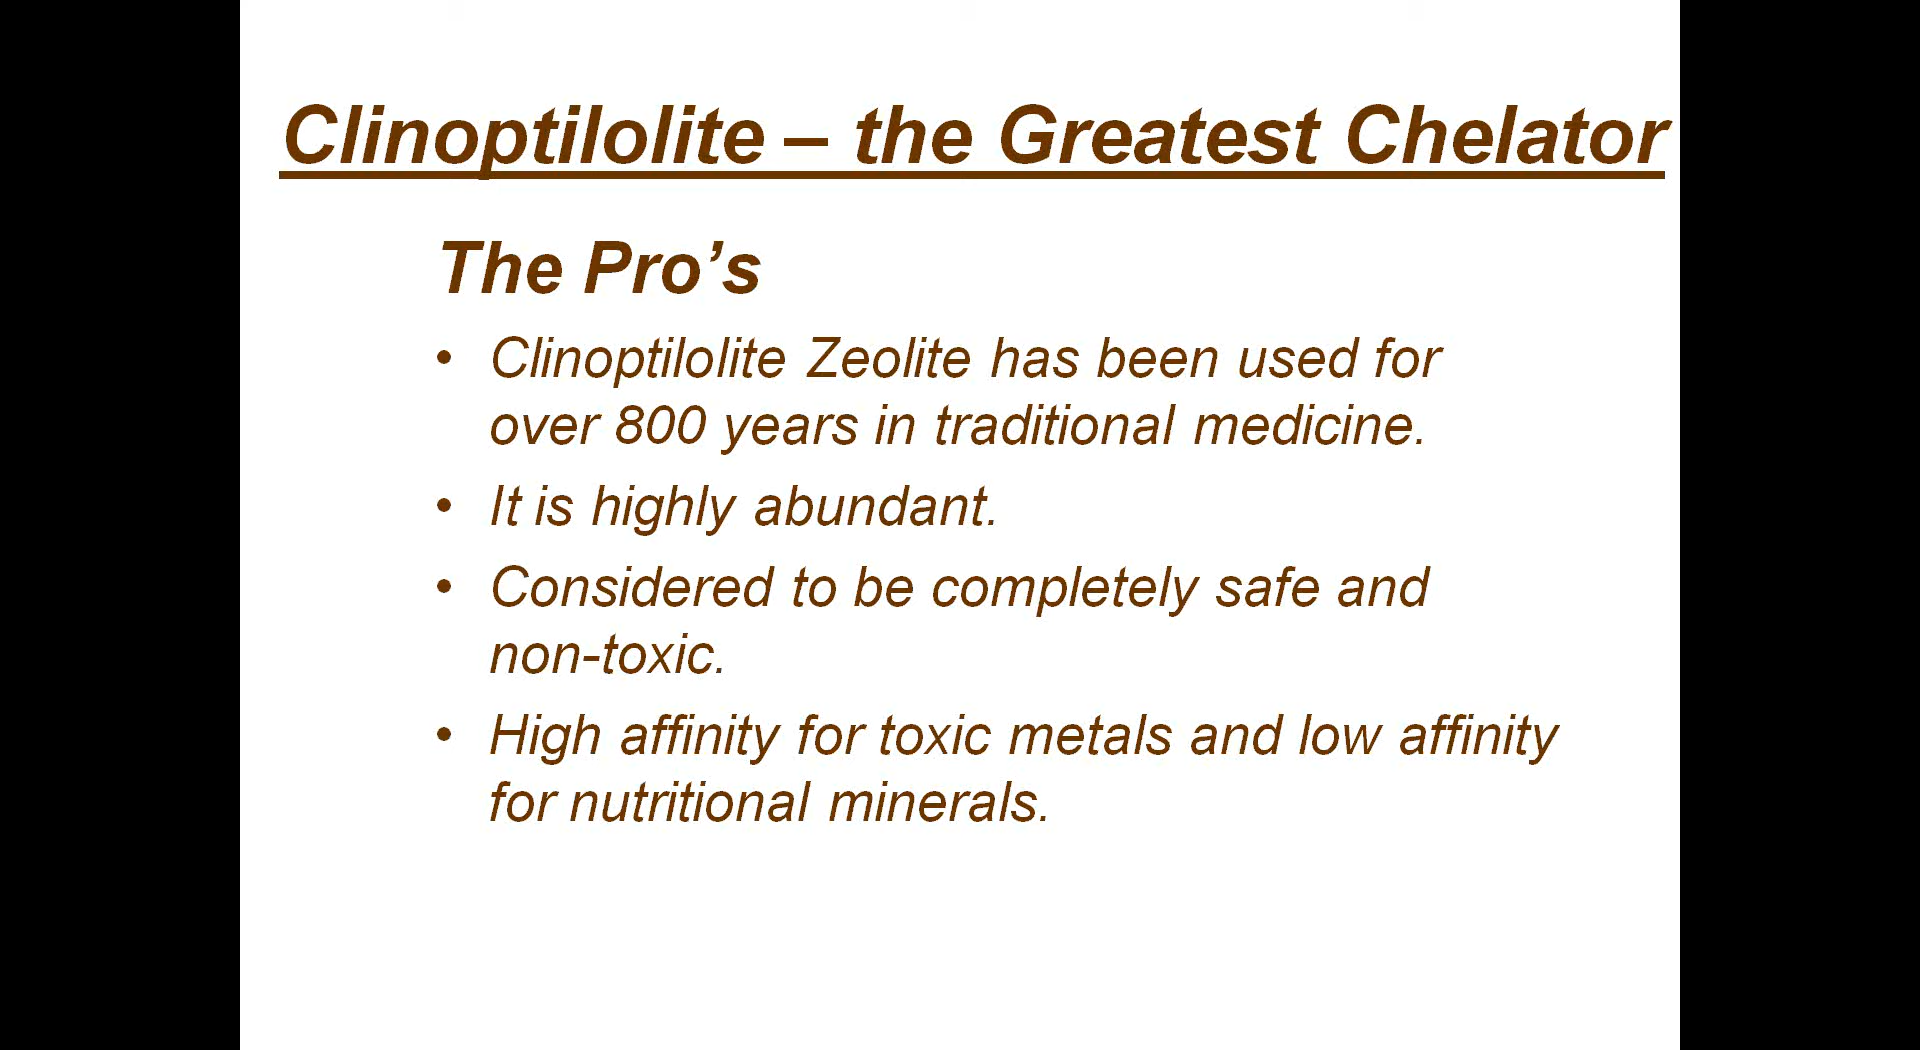 Clinoptilolite – the Greatest Chelator
The Pro’s
• Clinoptilolite Zeolite has been used for
over 800 years in traditional medicine.
• It is highly abundant.
• Considered to be completely safe and
non-toxic.
• High affinity for toxic metals and low affinity
for nutritional minerals.